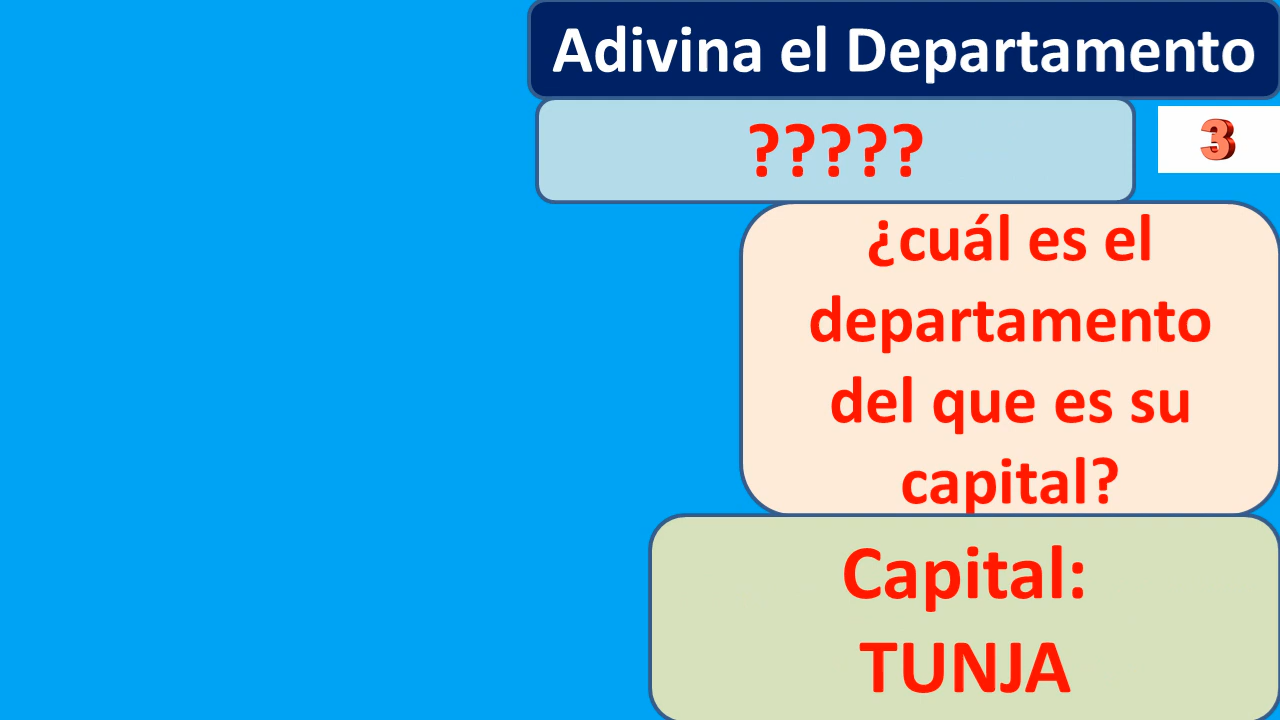 Adivina el Departamento
?????
3
¿cuál es el
departamento
del que es su
capital?
Capital:
TUNJA